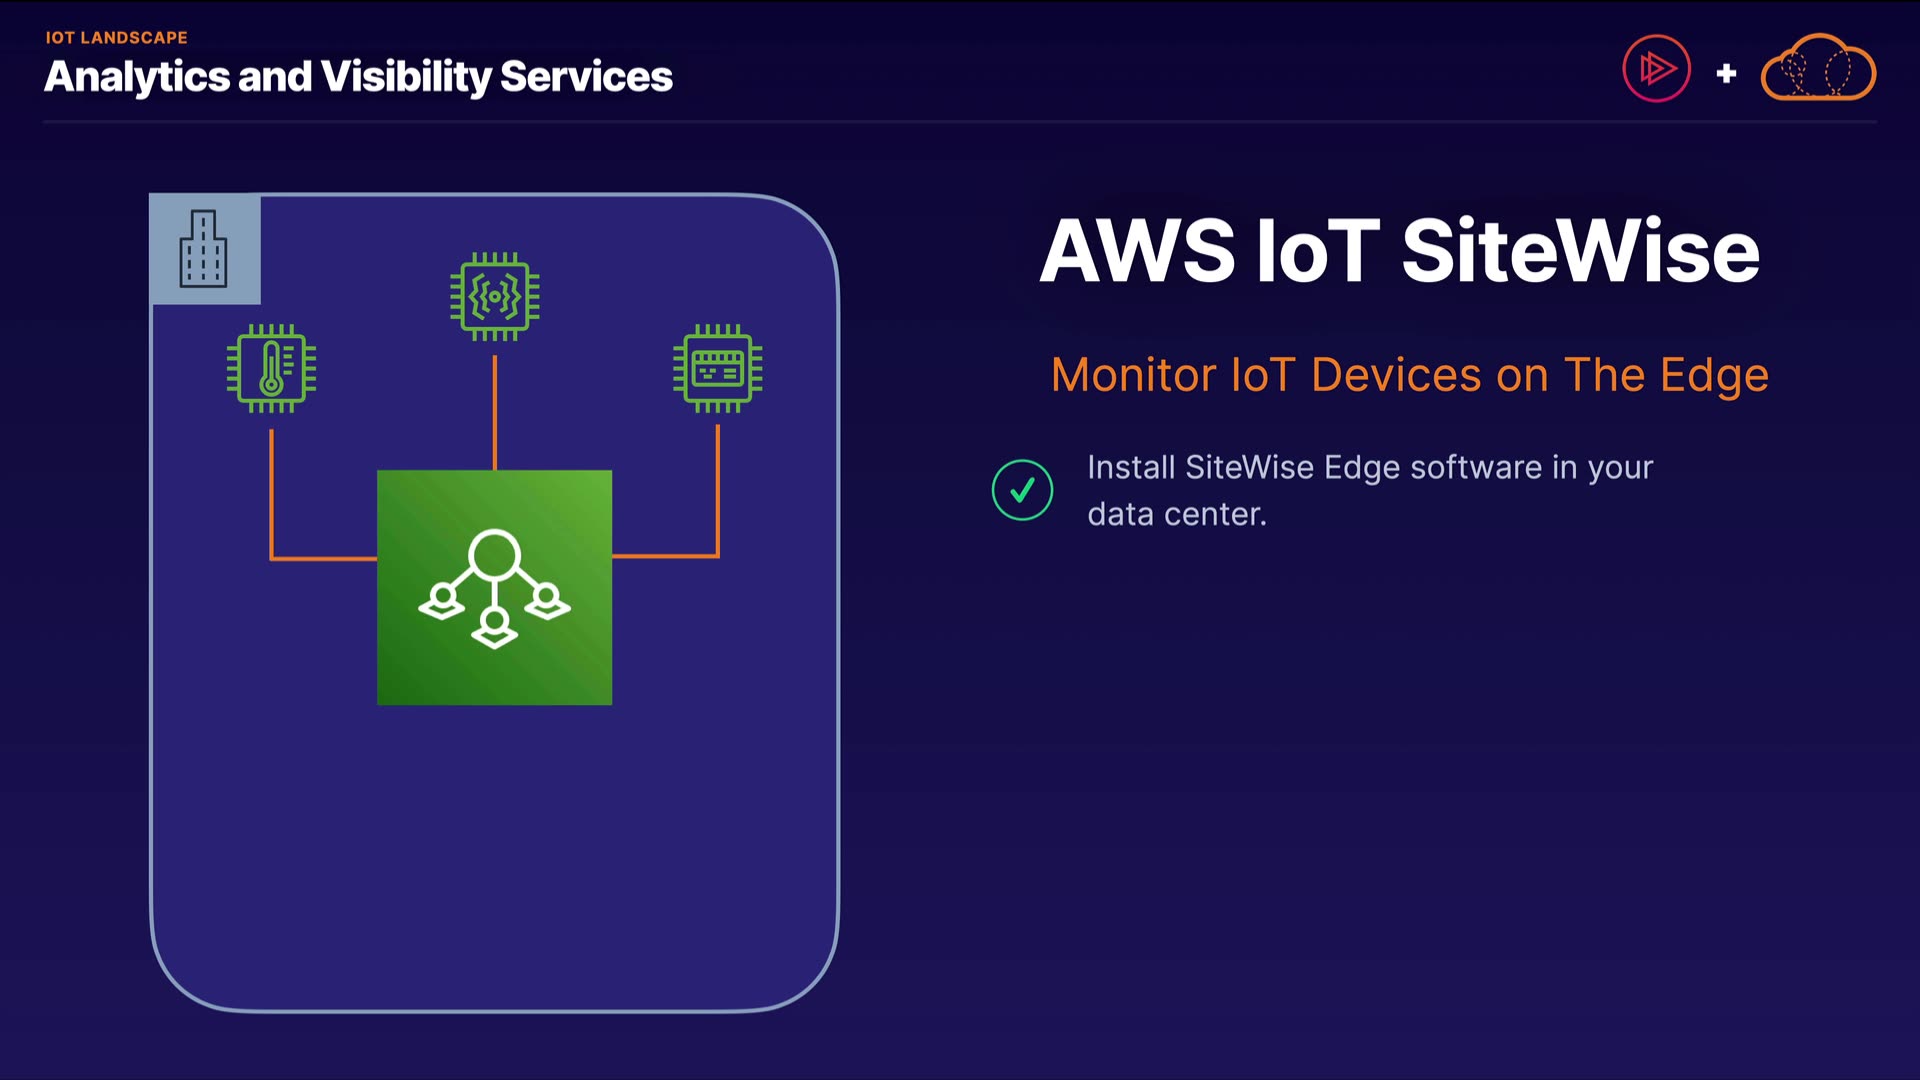 IOT LANDSCAPE
Analytics and Visibility Services
AWS IoT SiteWise
Monitor IoT Devices on The Edge
Install SiteWise Edge software in your
data center.